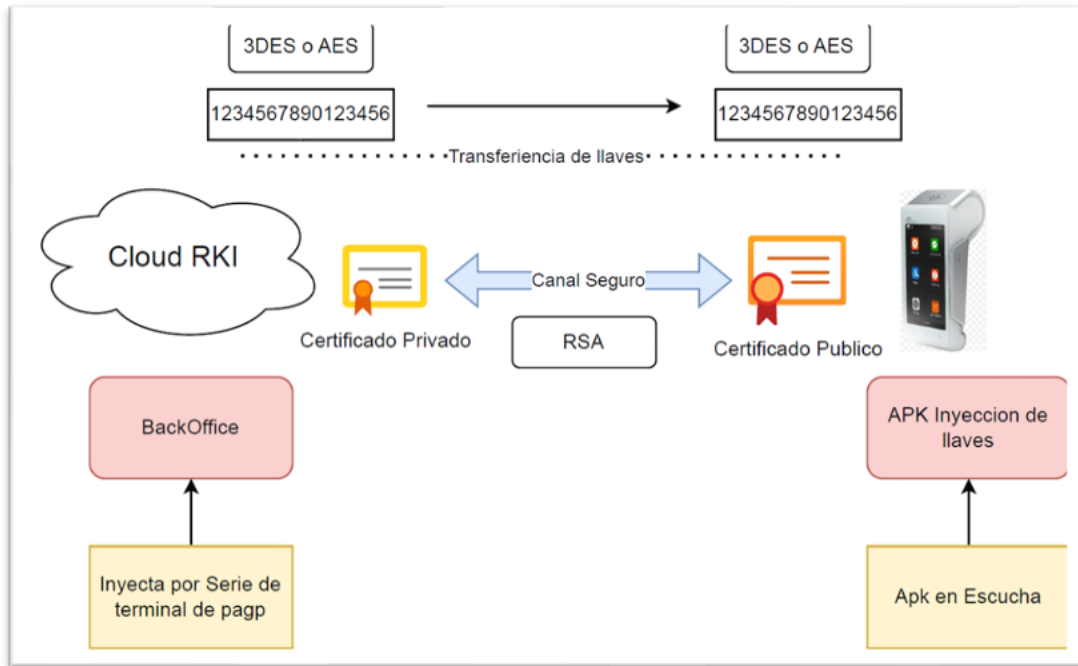 3DES o AES
3DES o AES
1234567890123456
1234567890123456
Transferiencia de llaves
Cloud RKI
Canal Seguro
Certificado Privado
RSA
Certificado Publico
BackOffice
APK Inyeccion de
llaves
Inyecta por Serie de
terminal de pagp
Apk en Escucha